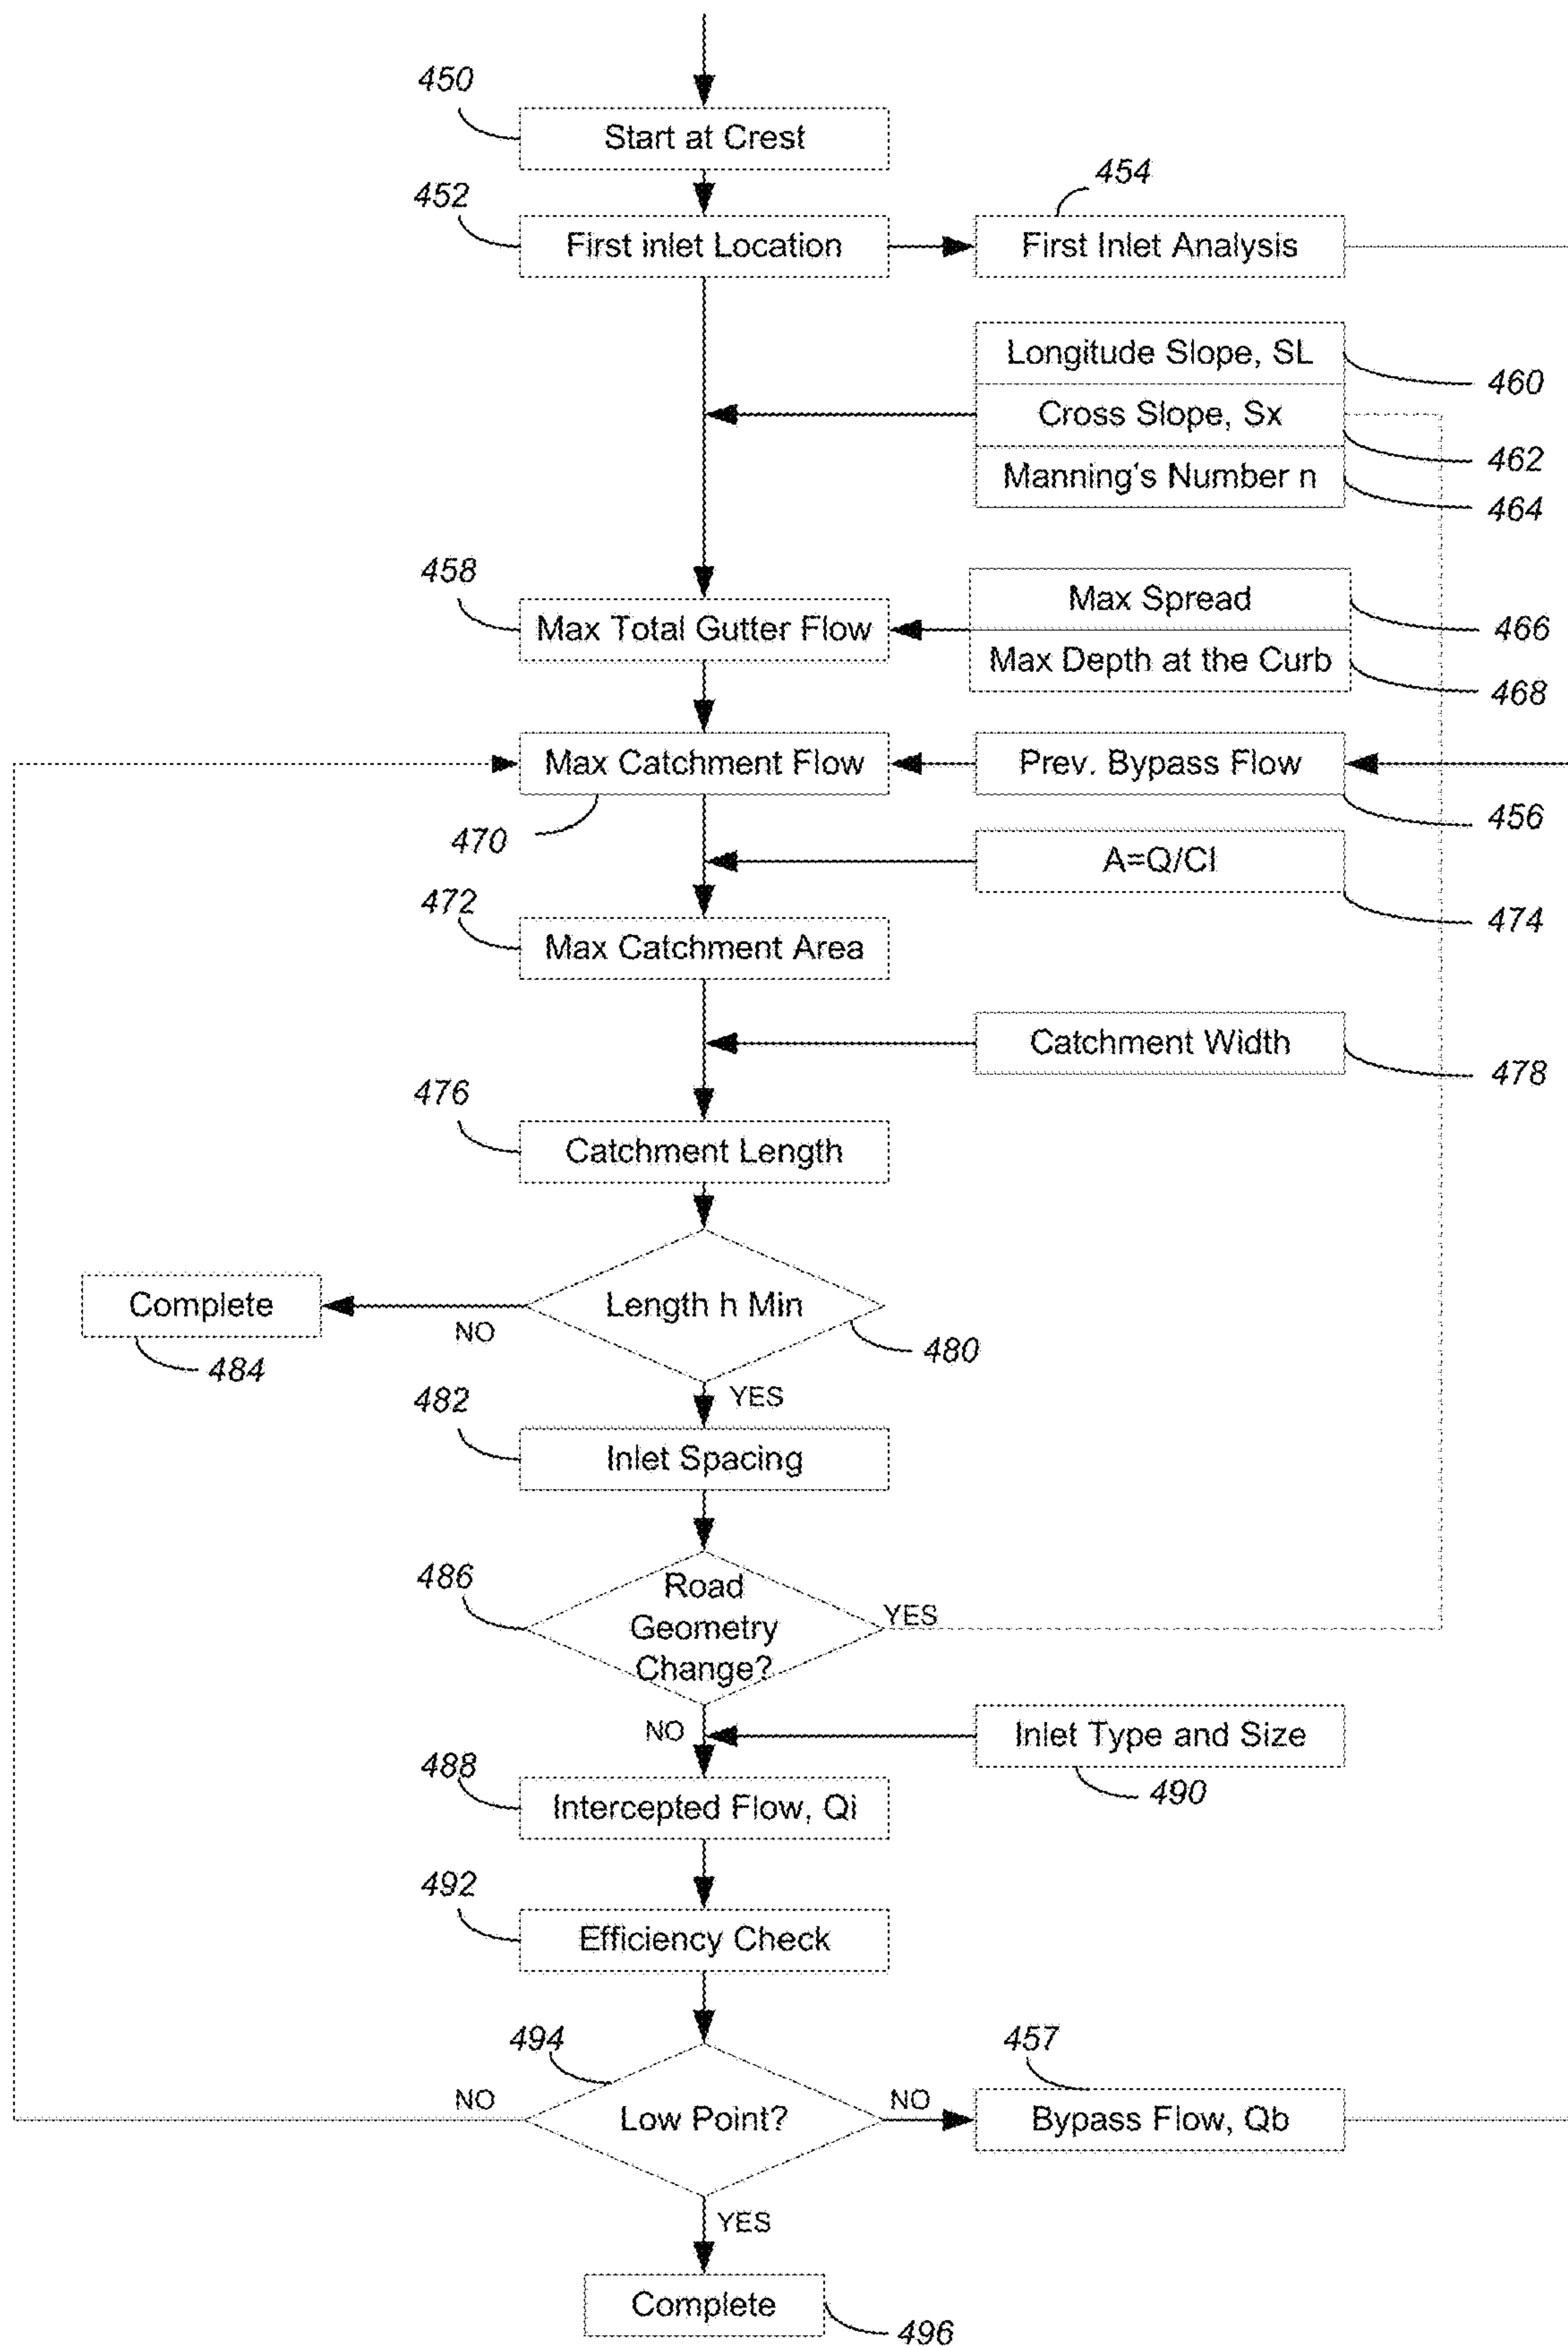 450
Start at Crest
452
454
First inlet Location
First Inlet Analysis
Longitude Slope, SL
460
Cross Slope, Sx
462
Manning's Number n
464
458
Max Spread
466
Max Total Gutter Flow
Max Depth at the Curb
468
Max Catchment Flow
Prev. Bypass Flow
456
470
A=Q/CI
474
472
Max Catchment Area
Catchment Width
478
476
Catchment Length
Complete
Length h Min
NO
480
484
YES
482
Inlet Spacing
486
Road
Geometry
Change?
YES
NO
Inlet Type and Size
490
488
Intercepted Flow, Qi
492
Efficiency Check
494
457
NO
Low Point?
NO
Bypass Flow, Qb
YES
Complete
496